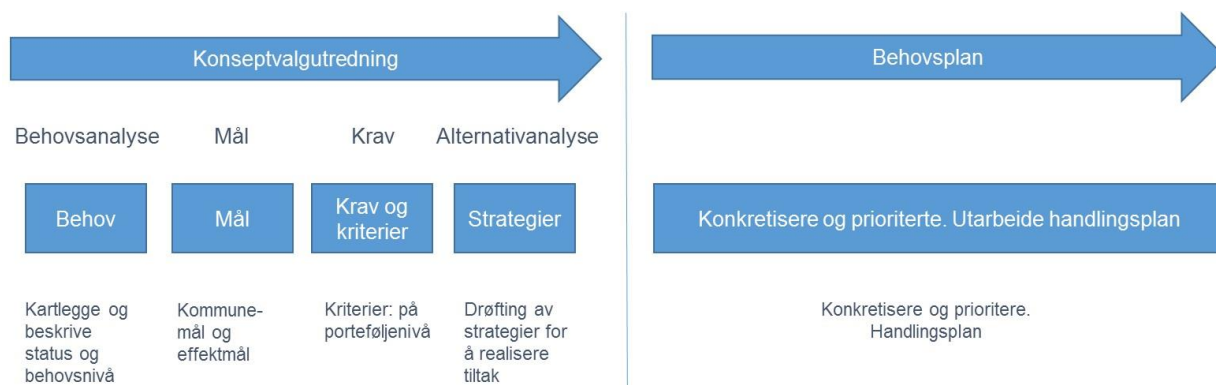 Konseptvalgutredning
Behovsplan
Behovsanalyse
Mål
Krav
Alternativanalyse
Behov
Mål
Krav og
kriterier
Strategier
Konkretisere og prioriterte. Utarbeide handlingsplan
Kartlegge og
beskrive
status og
behovsnivå
Kommune-
mål og
effektmål
Kriterier: på
porteføljenivå
Drøfting av
strategier for
å realisere
tiltak
Konkretisere og prioritere.
Handlingsplan